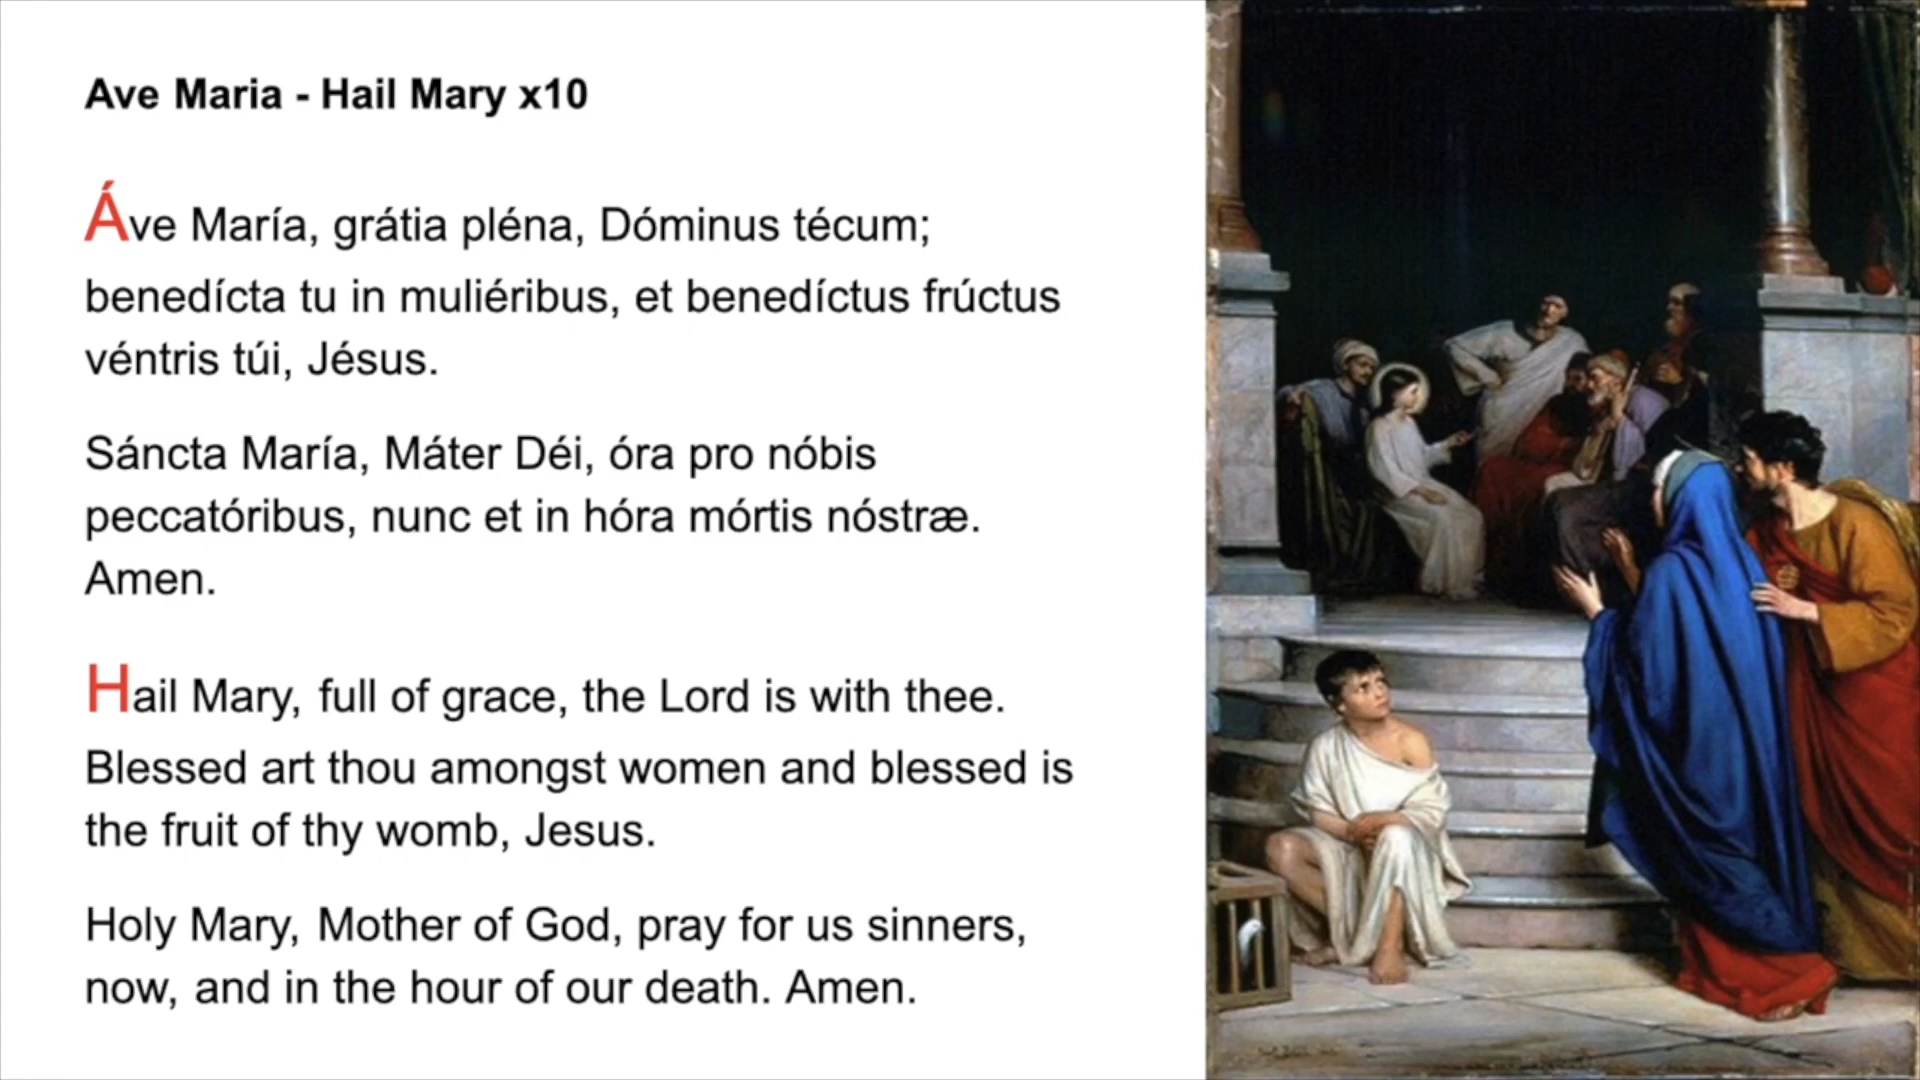 Ave Maria - Hail Mary x10
Áve María, grátia pléna, Dóminus técum;
benedícta tu in muliéribus, et benedíctus frúctus
véntris túi, Jésus.
Sáncta María, Máter Déi, óra pro nóbis
peccatóribus, nunc et in hóra mórtis nóstræ.
Amen.
Hail Mary, full of grace, the Lord is with thee.
Blessed art thou amongst women and blessed is
the fruit of thy womb, Jesus.
Holy Mary, Mother of God, pray for us sinners,
now, and in the hour of our death. Amen.